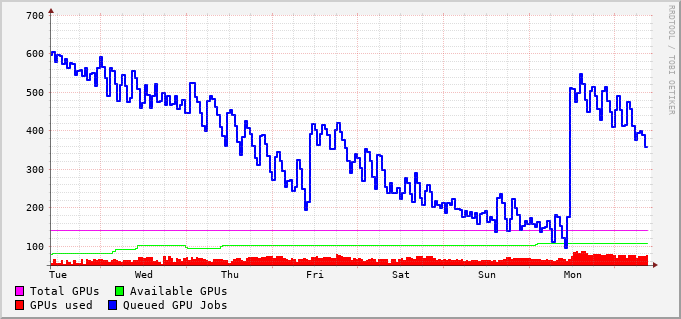 700
600
500
400
300
200
100
Tue Wed Thu Fri Sat Sun Mon
Total GPUs Available GPUs
GPUs used Queued GPU Jobs
RRDTOOL / TOBI OETIKER